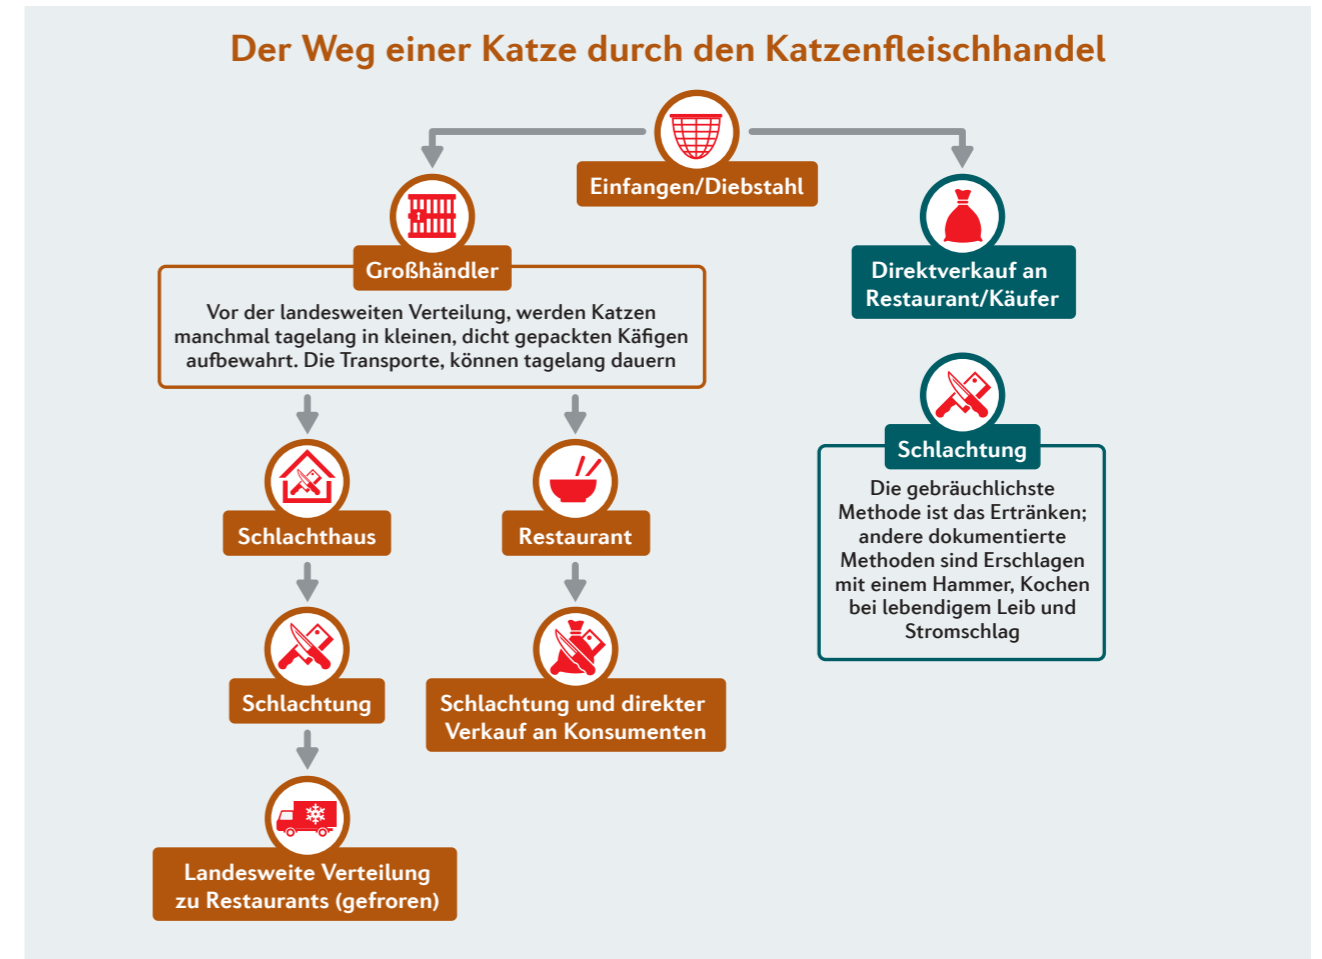 Der Weg einer Katze durch den Katzenfleischhandel
Einfangen/Diebstahl
Großhändler
Vor der landesweiten Verteilung, werden Katzen
manchmal tagelang in kleinen, dicht gepackten Käfigen
aufbewahrt. Die Transporte, können tagelang dauern
Direktverkauf an
Restaurant/Käufer
Schlachtung
Die gebräuchlichste
Methode ist das Ertränken;
andere dokumentierte
Methoden sind Erschlagen
mit einem Hammer, Kochen
bei lebendigem Leib und
Stromschlag
Schlachthaus
Restaurant
Schlachtung
Schlachtung und direkter
Verkauf an Konsumenten
Landesweite Verteilung
zu Restaurants (gefroren)